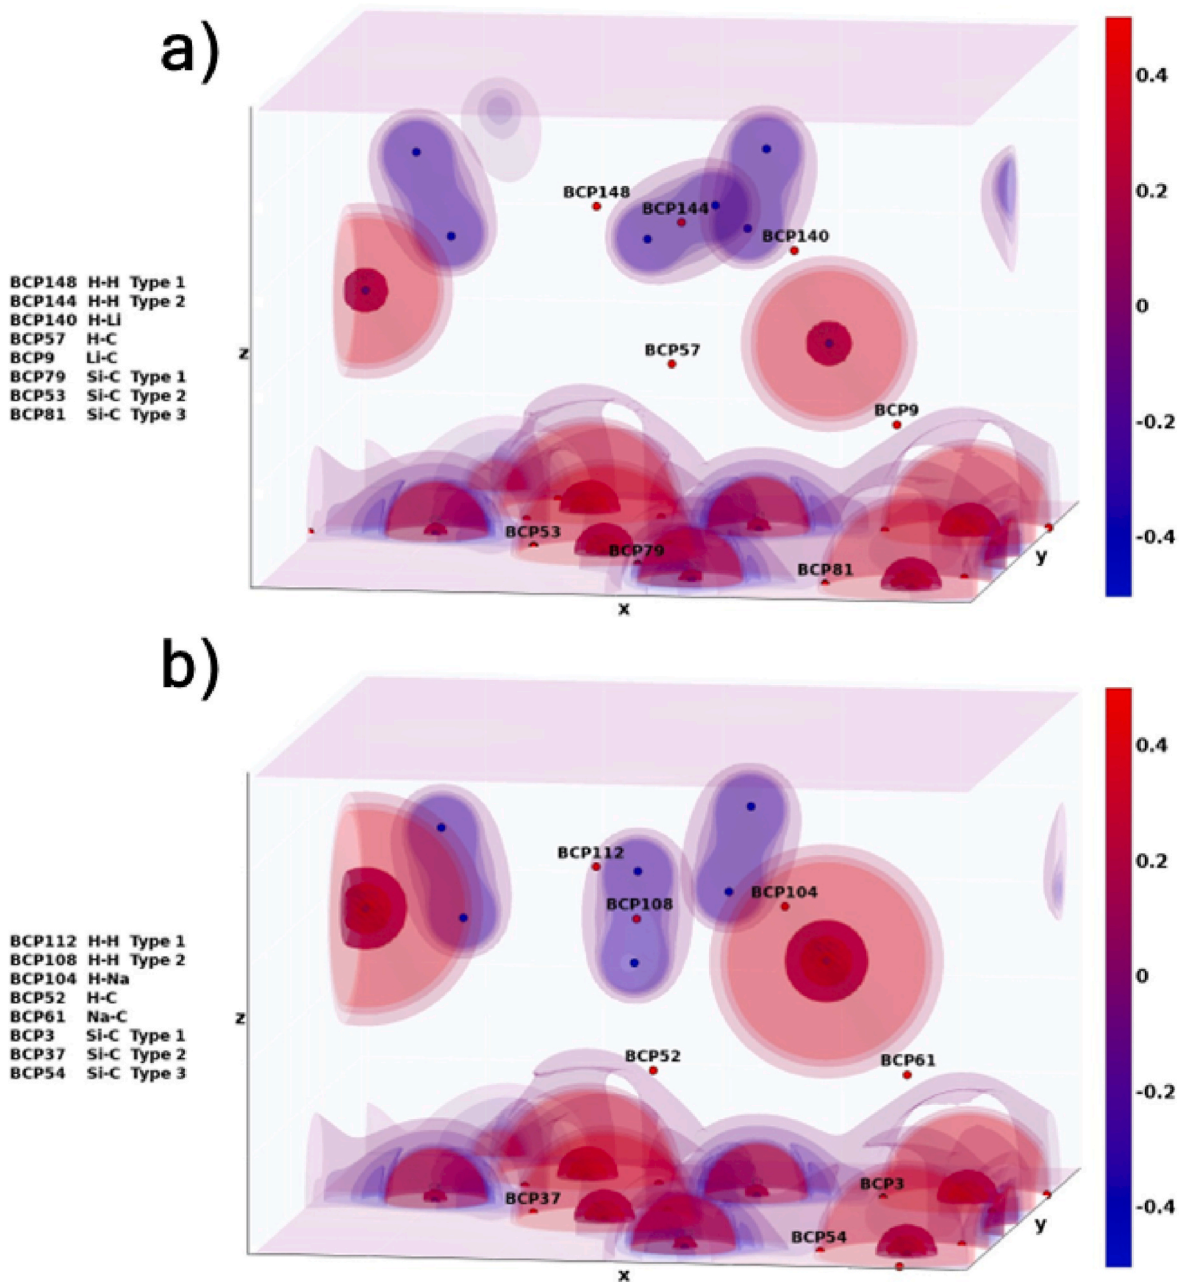 a)
0.4
0.2
0
-0.2
-0.4
BCP148
BCP144
BCP140
BCP57
BCP9
BCP53
BCP79
BCP81
z
x
y
BCP148 H-H Type 1
BCP144 H-H Type 2
BCP140 H-Li
BCP57 H-C
BCP9 Li-C
BCP79 Si-C Type 1
BCP53 Si-C Type 2
BCP81 Si-C Type 3
b)
0.4
0.2
0
-0.2
-0.4
BCP112
BCP108
BCP104
BCP52
BCP61
BCP37
BCP3
BCP54
z
x
y
BCP112 H-H Type 1
BCP108 H-H Type 2
BCP104 H-Na
BCP52 H-C
BCP61 Na-C
BCP3 Si-C Type 1
BCP37 Si-C Type 2
BCP54 Si-C Type 3